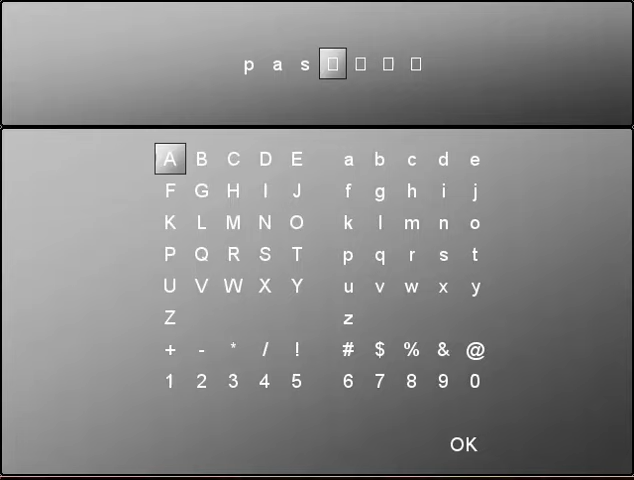 p a s
A B C D E a b c d e
F G H I J f g h i j
K L M N O k l m n o
P Q R S T p q r s t
U V W X Y u v w x y
Z z
+ - * / ! # $ % & @
1 2 3 4 5 6 7 8 9 0
OK